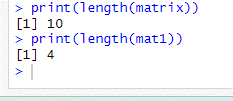 > print(length(matrix))
[1] 10
> print(length(mat1))
[1] 4
>